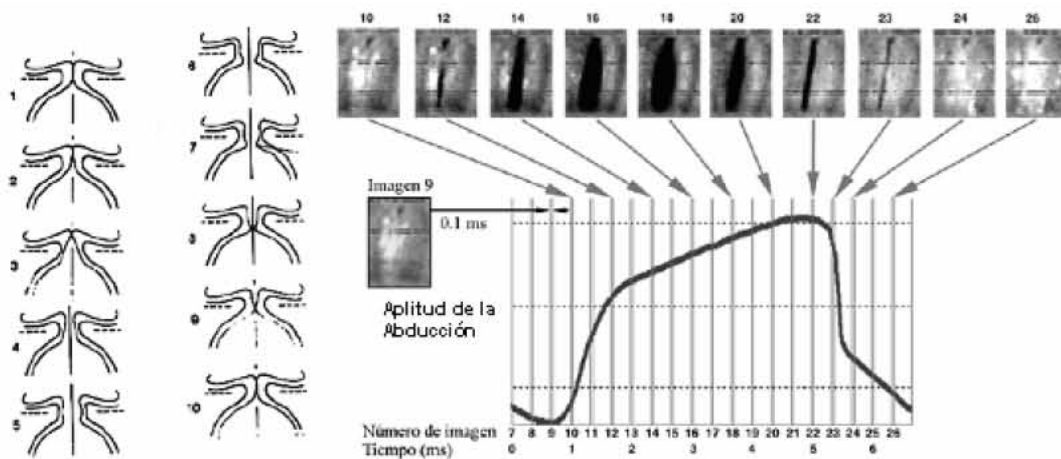 10 12 14 16 18 20 22 23 24 26
1
2
3
4
5
6
7
8
9
10
Imagen 9
0.1 ms
Aplitud de la
Abducción
Número de imagen 7 8 9 10 11 12 13 14 15 16 17 18 19 20 21 22 23 24 25 26
Tiempo (ms) 0 1 2 3 4 5 6